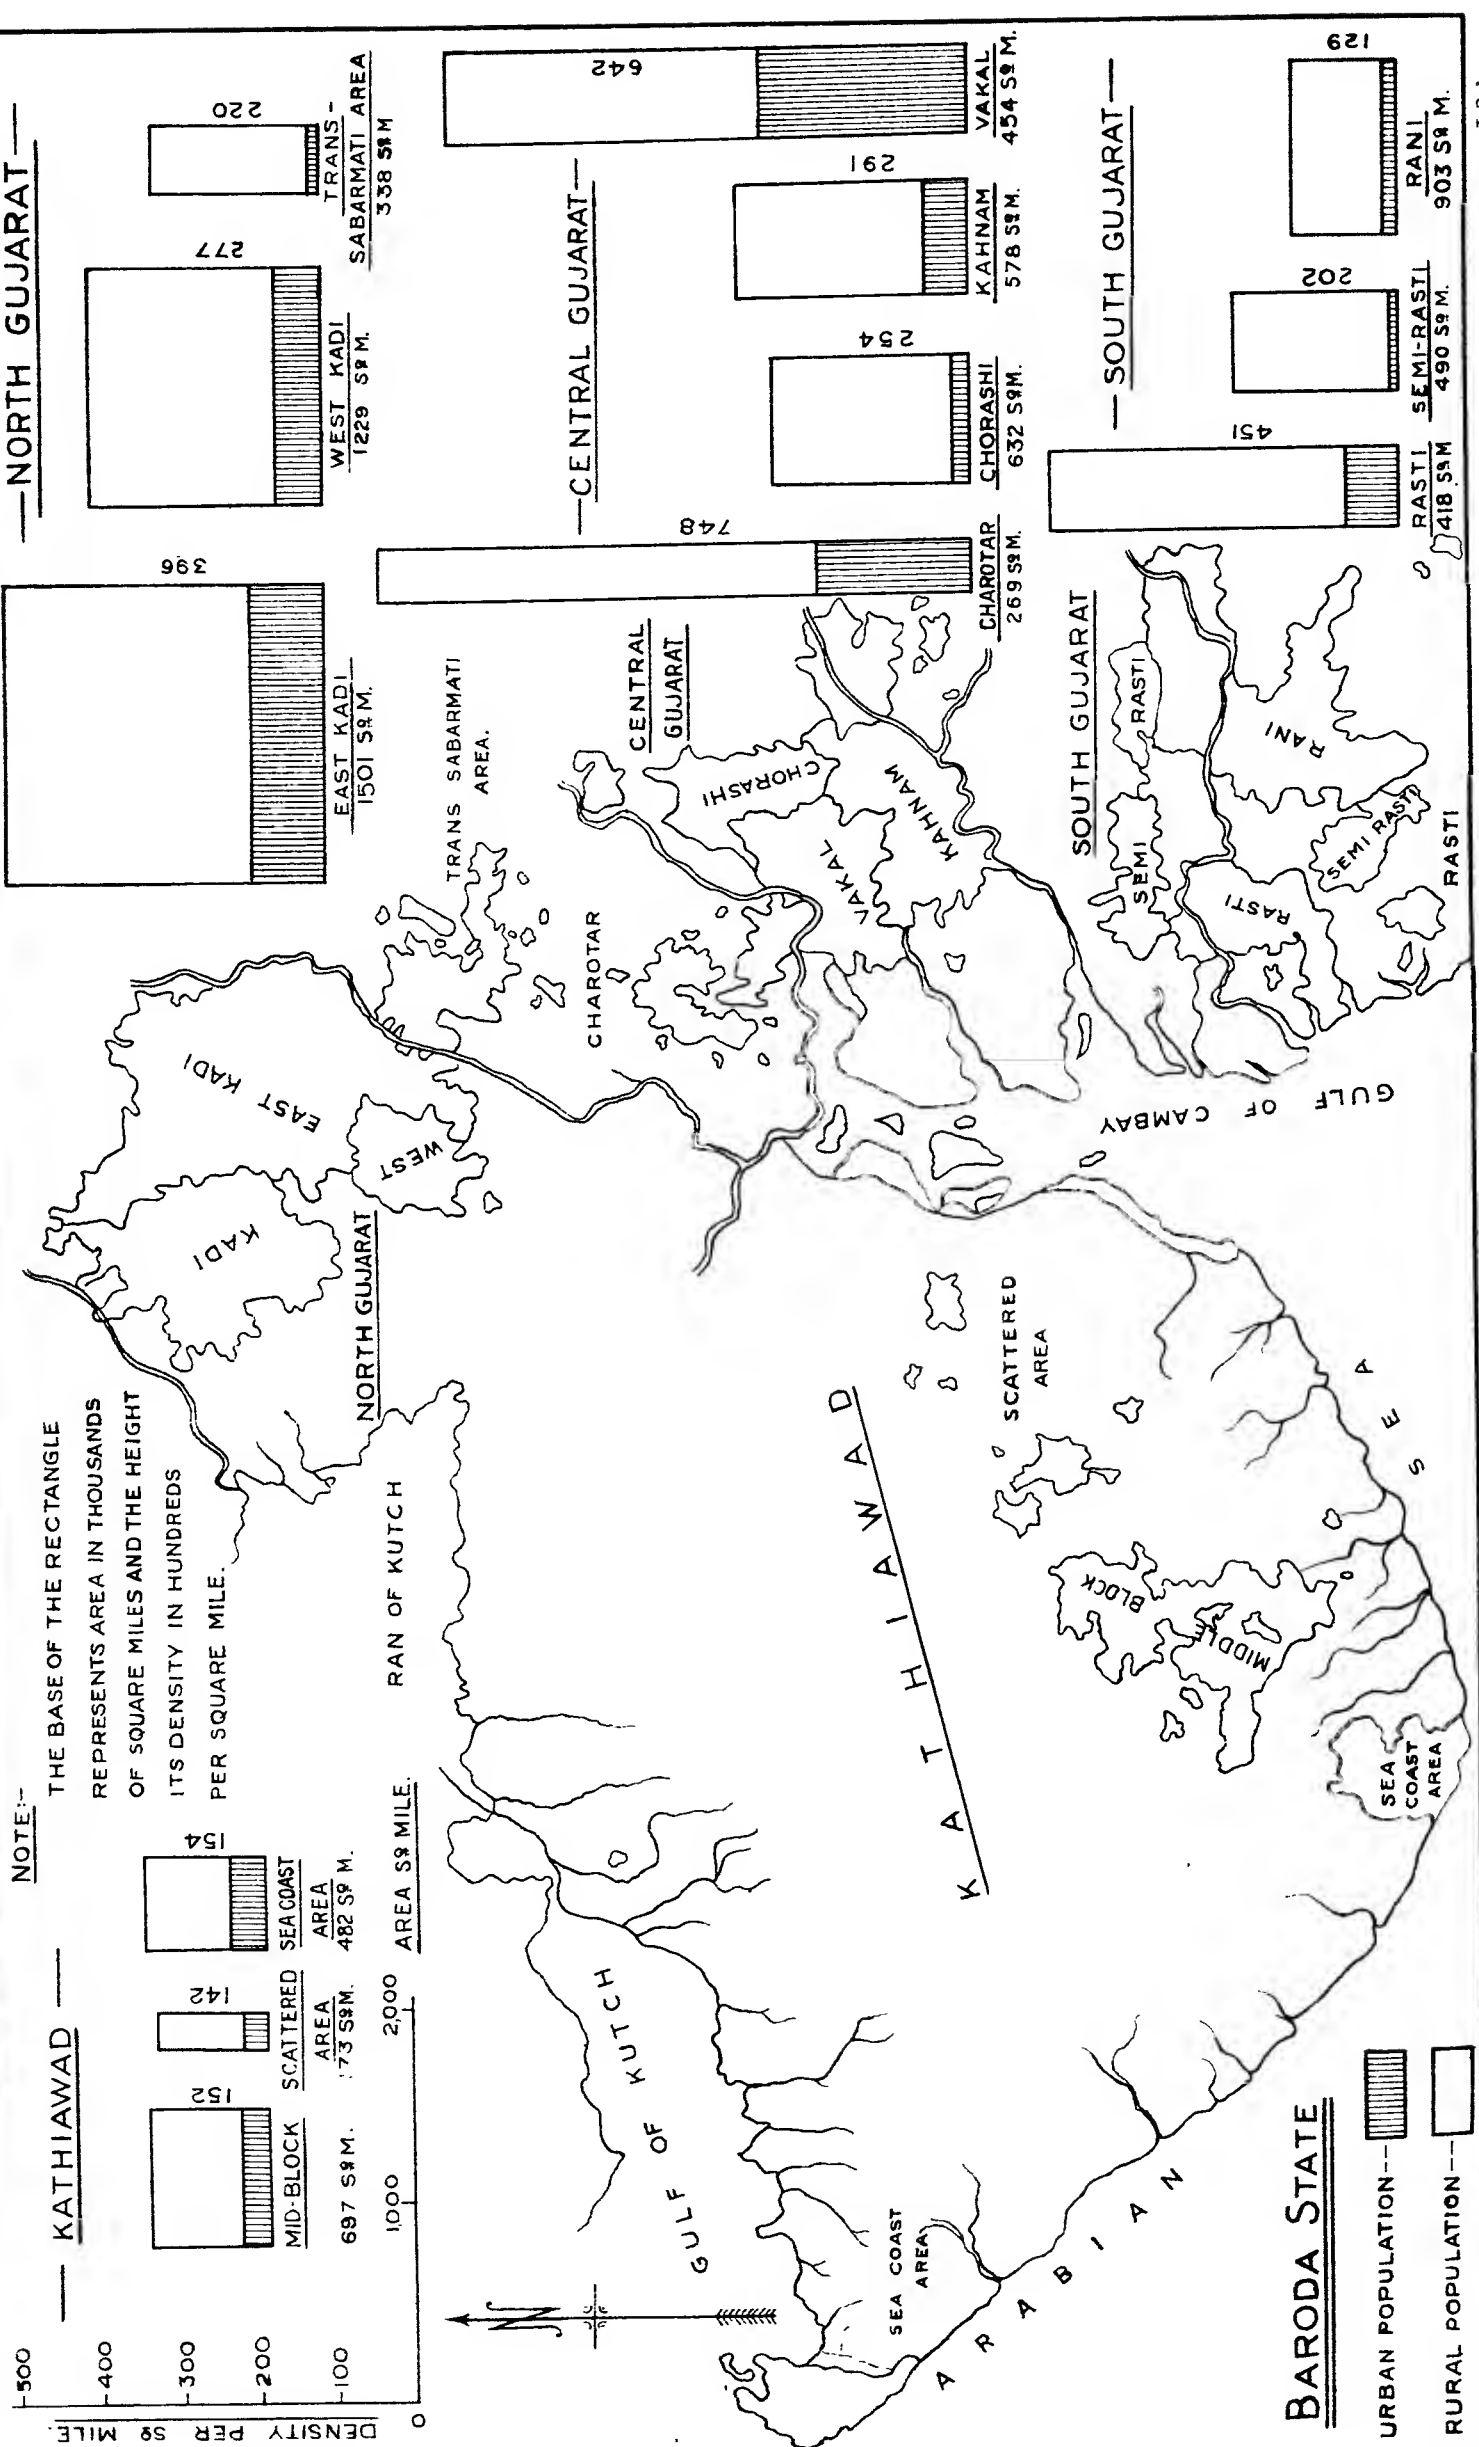 — KATHIAWAD —
DENSITY PER Sq MILE.
500
400
300
200
100
0
1,000
2,000
AREA Sq MILE.
152
MID-BLOCK
697 Sq M.
142
SCATTERED
AREA
73 Sq M.
154
SEA COAST
AREA
482 Sq M.
NOTE:-
THE BASE OF THE RECTANGLE
REPRESENTS AREA IN THOUSANDS
OF SQUARE MILES AND THE HEIGHT
ITS DENSITY IN HUNDREDS
PER SQUARE MILE.
—NORTH GUJARAT—
396
EAST KADI
1501 Sq M.
277
WEST KADI
1229 Sq M.
220
TRANS-
SABARMATI AREA
338 Sq M
—CENTRAL GUJARAT—
748
CHAROTAR
269 Sq M.
254
CHORASHI
632 Sq M.
291
KAHNAM
578 Sq M.
642
VAKAL
454 Sq M.
—SOUTH GUJARAT—
451
RASTI
418 Sq M
202
SEMI-RASTI
490 Sq M.
129
RANI
903 Sq M.
KADI
EAST KADI
WEST
NORTH GUJARAT
TRANS SABARMATI
AREA.
CHAROTAR
CENTRAL
GUJARAT
CHORASHI
VAKAL
KAHNAM
SOUTH GUJARAT
SEMI
RASTI
RASTI
RANI
SEMI RASTI
RASTI
GULF OF CAMBAY
RAN OF KUTCH
GULF OF KUTCH
KATHIAWAD
SCATTERED
AREA
MIDDLE
BLOCK
SEA
COAST
AREA
SEA COAST
AREA
ARABIAN
SEA
N
BARODA STATE
URBAN POPULATION---
RURAL POPULATION---